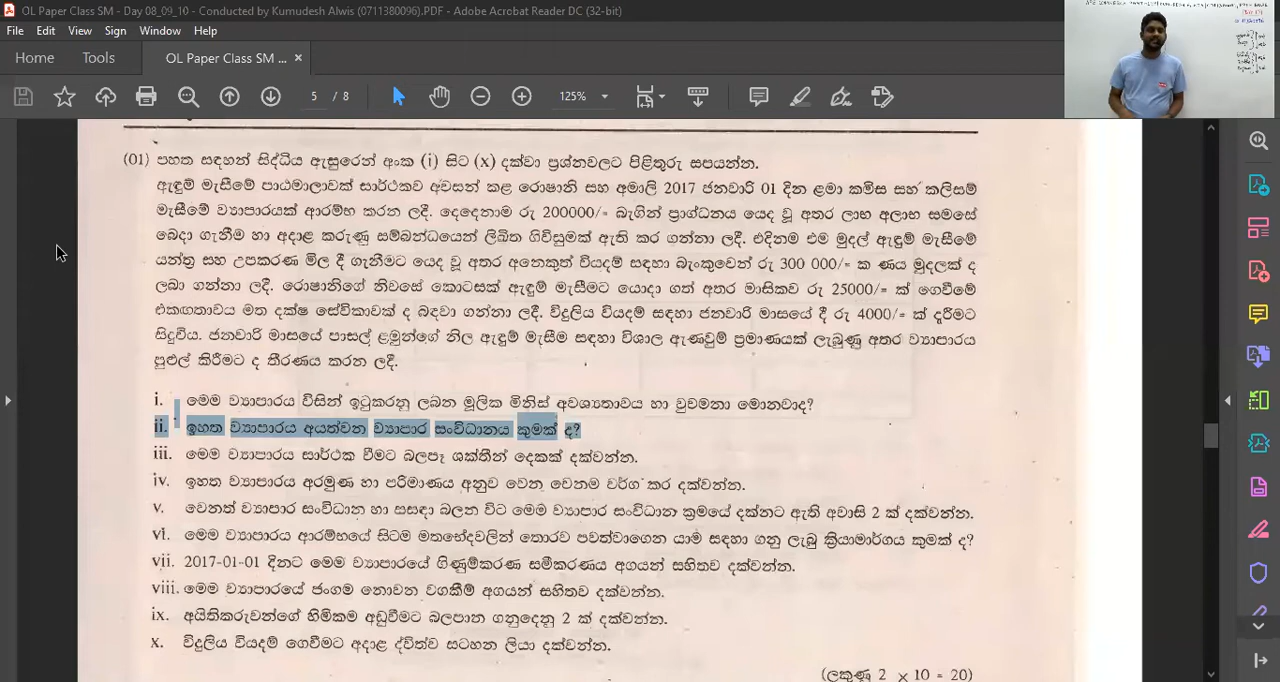 OL Paper Class SM - Day 08_09_10 - Conducted by Kumudesh Alwis (0711380096).PDF - Adobe Acrobat Reader DC (32-bit)
File Edit View Sign Window Help
Home Tools OL Paper Class SM ... ×
5 / 8 125%
(01) පහත සඳහන් සිද්ධිය ඇසුරෙන් අංක (i) සිට (x) දක්වා ප්‍රශ්නවලට පිළිතුරු සපයන්න.
ඇඳුම් මැසීමේ පාඨමාලාවක් සාර්ථකව අවසන් කළ රොෂානි සහ අමාලි 2017 ජනවාරි 01 දින ළමා කමිස සහ කලිසම්
මැසීමේ ව්‍යාපාරයක් ආරම්භ කරන ලදී. දෙදෙනාම රු 200000/= බැගින් ප්‍රාග්ධනය යෙද වූ අතර ලාභ අලාභ සමසේ
බෙදා ගැනීම හා අදාළ කරුණු සම්බන්ධයෙන් ලිඛිත ගිවිසුමක් ඇති කර ගන්නා ලදී. එදිනම එම මුදල් ඇඳුම් මැසීමේ
යන්ත්‍ර සහ උපකරණ මිල දී ගැනීමට යෙද වූ අතර අනෙකුත් වියදම් සඳහා බැංකුවෙන් රු 300 000/= ක ණය මුදලක් ද
ලබා ගන්නා ලදී. රොෂානිගේ නිවසේ කොටසක් ඇඳුම් මැසීමට යොදා ගත් අතර මාසිකව රු 25000/= ක් ගෙවීමේ
එකඟතාවය මත දක්ෂ සේවිකාවක් ද බඳවා ගන්නා ලදී. විදුලිය වියදම් සඳහා ජනවාරි මාසයේ දී රු 4000/= ක් දැරීමට
සිදුවිය. ජනවාරි මාසයේ පාසල් ළමුන්ගේ නිල ඇඳුම් මැසීම සඳහා විශාල ඇණවුම් ප්‍රමාණයක් ලැබුණු අතර ව්‍යාපාරය
පුළුල් කිරීමට ද තීරණය කරන ලදී.
i. මෙම ව්‍යාපාරය විසින් ඉටුකරනු ලබන මූලික මිනිස් අවශ්‍යතාවය හා වුවමනා මොනවාද?
ii. ඉහත ව්‍යාපාරය අයත්වන ව්‍යාපාර සංවිධානය කුමක් ද?
iii. මෙම ව්‍යාපාරය සාර්ථක වීමට බලපෑ ශක්තීන් දෙකක් දක්වන්න.
iv. ඉහත ව්‍යාපාරය අරමුණ හා පරිමාණය අනුව වෙන වෙනම වර්ග කර දක්වන්න.
v. වෙනත් ව්‍යාපාර සංවිධාන හා සසඳා බලන විට මෙම ව්‍යාපාර සංවිධාන ක්‍රමයේ දක්නට ඇති අවාසි 2 ක් දක්වන්න.
vi. මෙම ව්‍යාපාරය ආරම්භයේ සිටම මතභේදවලින් තොරව පවත්වාගෙන යාම සඳහා ගනු ලැබූ ක්‍රියාමාර්ගය කුමක් ද?
vii. 2017-01-01 දිනට මෙම ව්‍යාපාරයේ ගිණුම්කරණ සමීකරණය අගයන් සහිතව දක්වන්න.
viii. මෙම ව්‍යාපාරයේ ජංගම නොවන වගකීම් අගයන් සහිතව දක්වන්න.
ix. අයිතිකරුවන්ගේ හිමිකම අඩුවීමට බලපාන ගනුදෙනු 2 ක් දක්වන්න.
x. විදුලිය වියදම් ගෙවීමට අදාළ ද්විත්ව සටහන ලියා දක්වන්න.
(ලකුණු 2 × 10 = 20)